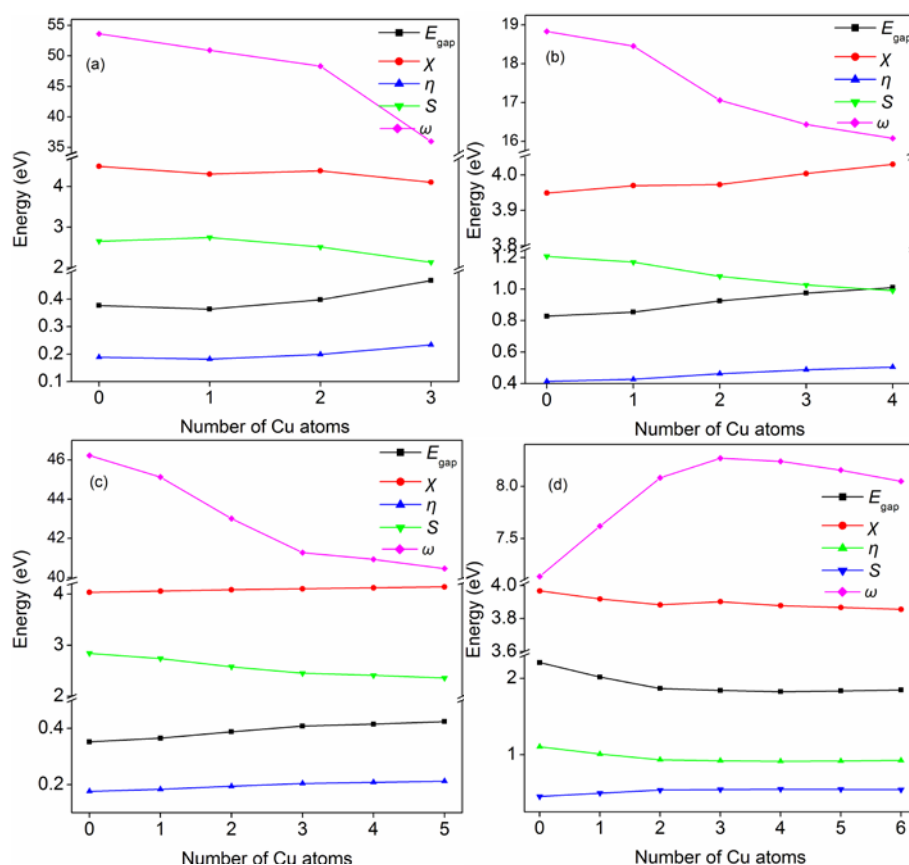 (a)
Energy (eV)
55
50
45
40
35
4
3
2
0.4
0.3
0.2
0.1
0 1 2 3
Number of Cu atoms
E_gap
χ
η
S
ω
(b)
Energy (eV)
19
18
17
16
4.0
3.9
3.8
1.2
1.0
0.8
0.6
0.4
0 1 2 3 4
Number of Cu atoms
E_gap
χ
η
S
ω
(c)
Energy (eV)
46
44
42
40
4
3
2
0.4
0.2
0 1 2 3 4 5
Number of Cu atoms
E_gap
χ
η
S
ω
(d)
Energy (eV)
8.0
7.5
4.0
3.8
3.6
2
1
0 1 2 3 4 5 6
Number of Cu atoms
E_gap
χ
η
S
ω